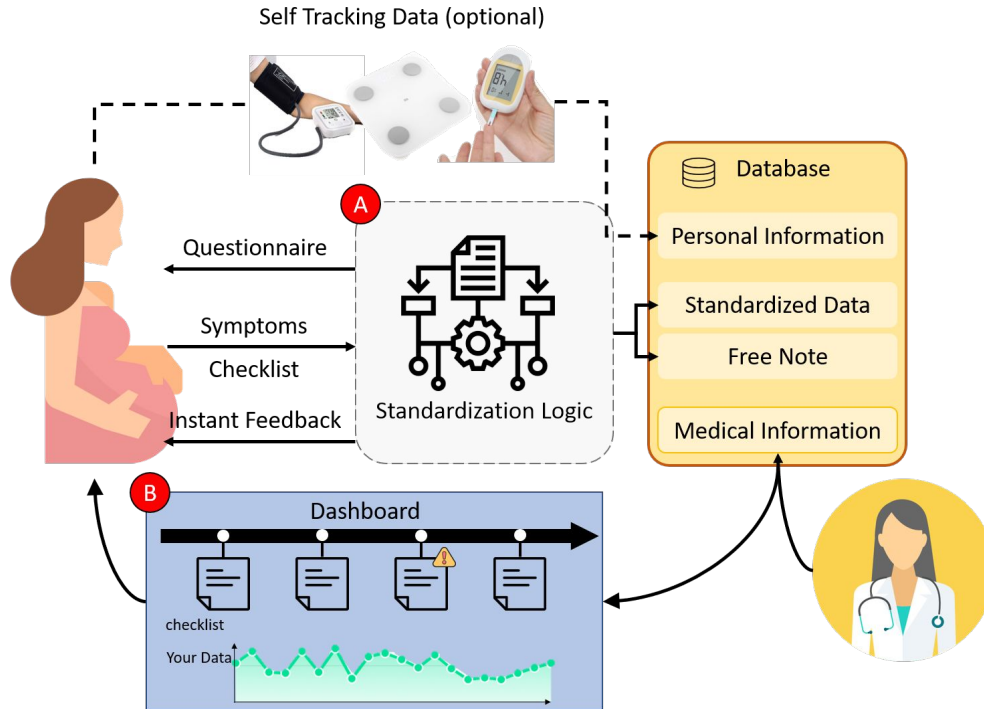 Self Tracking Data (optional)
Database
A
Personal Information
Questionnaire
Standardized Data
Symptoms
Checklist
Free Note
Standardization Logic
Instant Feedback
Medical Information
B
Dashboard
checklist
Your Data